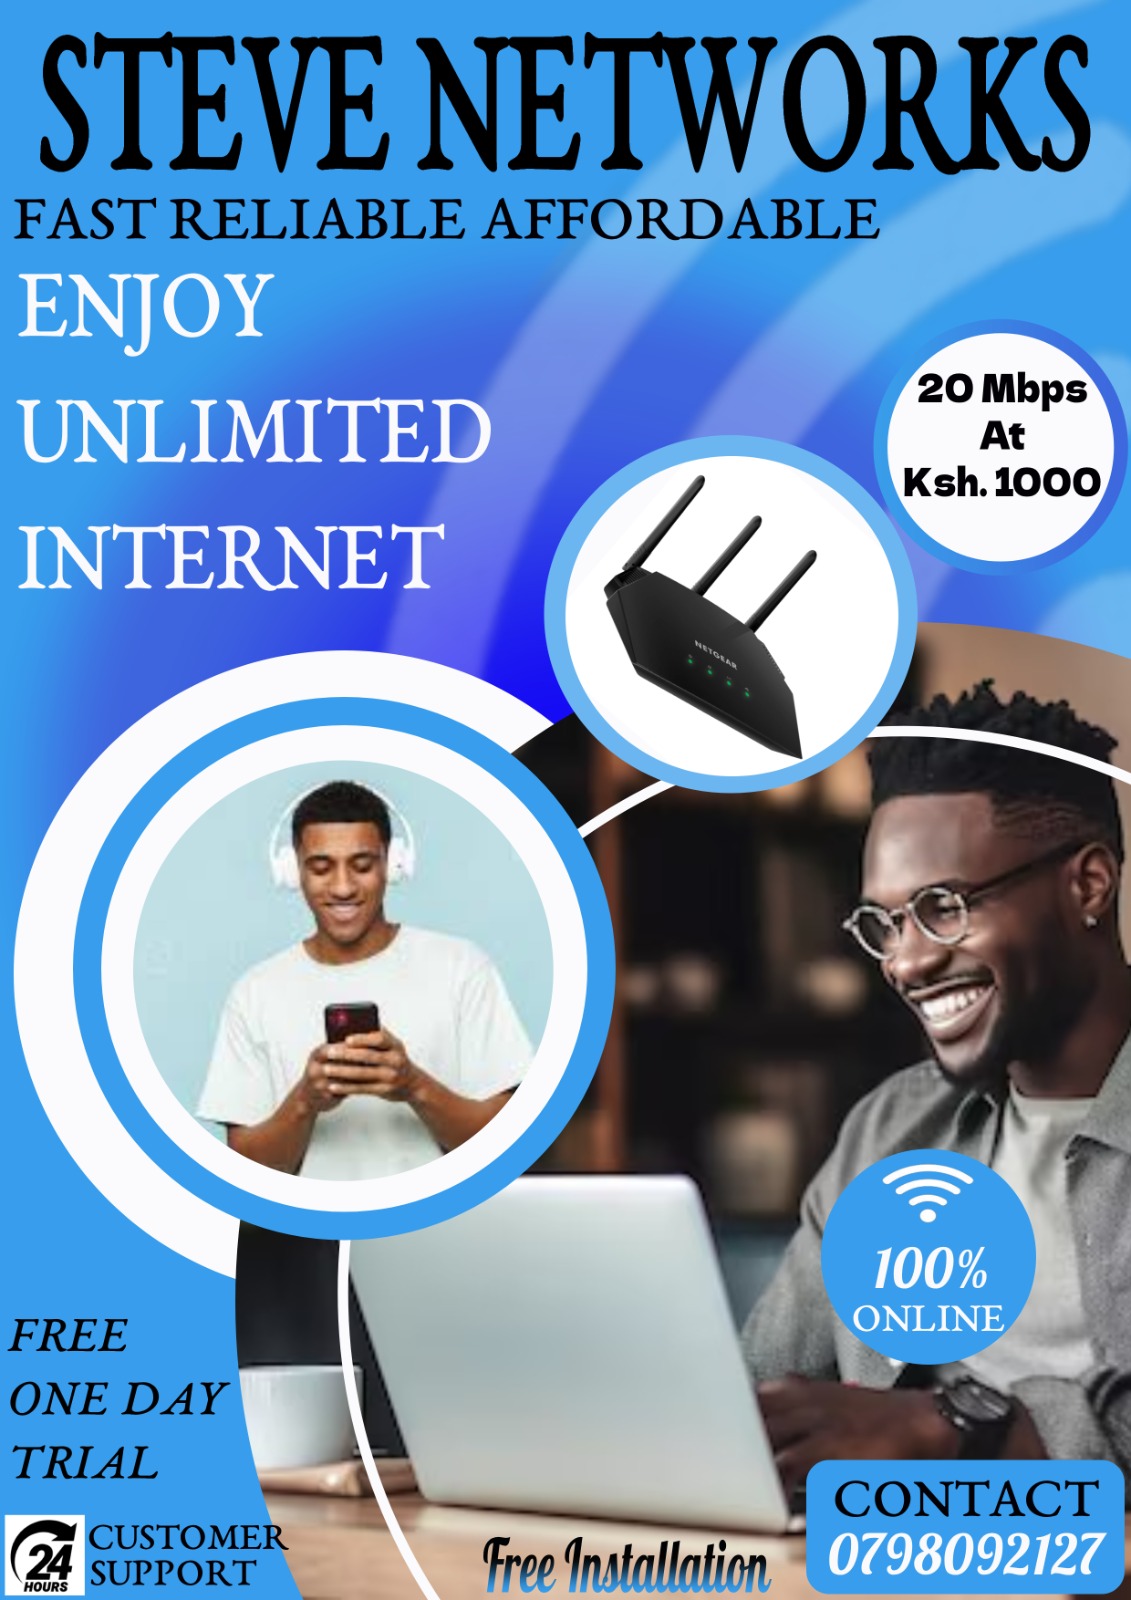 STEVE NETWORKS
FAST RELIABLE AFFORDABLE
ENJOY
UNLIMITED
INTERNET
20 Mbps
At
Ksh. 1000
NETGEAR
100%
ONLINE
FREE
ONE DAY
TRIAL
24
HOURS
CUSTOMER
SUPPORT
Free Installation
CONTACT
0798092127